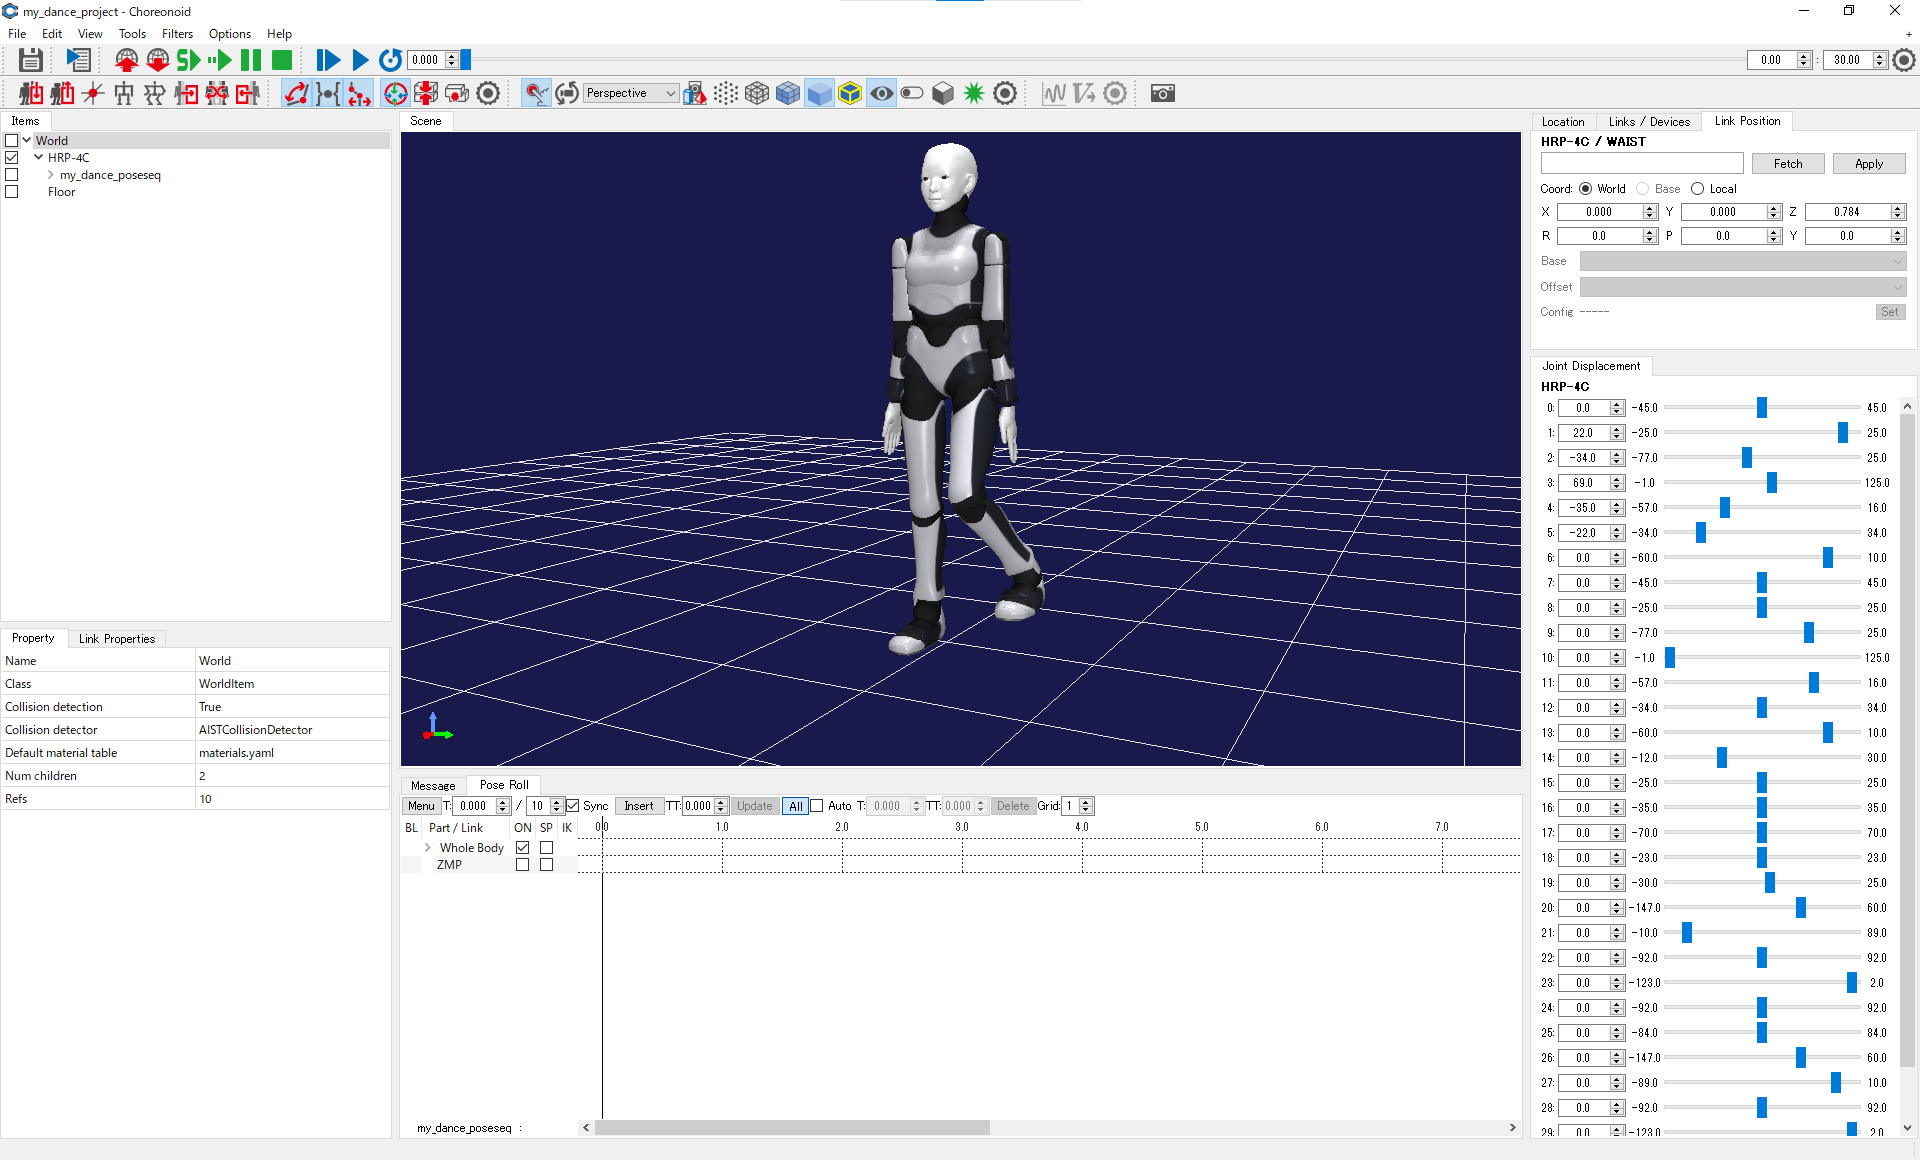 my_dance_project - Choreonoid
File Edit View Tools Filters Options Help
0.000 0.00 : 30.00
Perspective
Items
World
HRP-4C
my_dance_poseseq
Floor
Property Link Properties
Name World
Class WorldItem
Collision detection True
Collision detector AISTCollisionDetector
Default material table materials.yaml
Num children 2
Refs 10
Scene
Message Pose Roll
Menu T: 0.000 / 10 Sync Insert TT: 0.000 Update All Auto T: 0.000 TT: 0.000 Delete Grid: 1
BL Part / Link ON SP IK 0.0 1.0 2.0 3.0 4.0 5.0 6.0 7.0
Whole Body
ZMP
my_dance_poseseq :
Location Links / Devices Link Position
HRP-4C / WAIST
Fetch Apply
Coord: World Base Local
X 0.000 Y 0.000 Z 0.784
R 0.0 P 0.0 Y 0.0
Base
Offset
Config ----- Set
Joint Displacement
HRP-4C
0: 0.0 -45.0 45.0
1: 22.0 -25.0 25.0
2: -34.0 -77.0 25.0
3: 69.0 -1.0 125.0
4: -35.0 -57.0 16.0
5: -22.0 -34.0 34.0
6: 0.0 -60.0 10.0
7: 0.0 -45.0 45.0
8: 0.0 -25.0 25.0
9: 0.0 -77.0 25.0
10: 0.0 -1.0 125.0
11: 0.0 -57.0 16.0
12: 0.0 -34.0 34.0
13: 0.0 -60.0 10.0
14: 0.0 -12.0 30.0
15: 0.0 -25.0 25.0
16: 0.0 -35.0 35.0
17: 0.0 -70.0 70.0
18: 0.0 -23.0 23.0
19: 0.0 -30.0 25.0
20: 0.0 -147.0 60.0
21: 0.0 -10.0 89.0
22: 0.0 -92.0 92.0
23: 0.0 -123.0 2.0
24: 0.0 -92.0 92.0
25: 0.0 -84.0 84.0
26: 0.0 -147.0 60.0
27: 0.0 -89.0 10.0
28: 0.0 -92.0 92.0
29: 0.0 -123.0 2.0